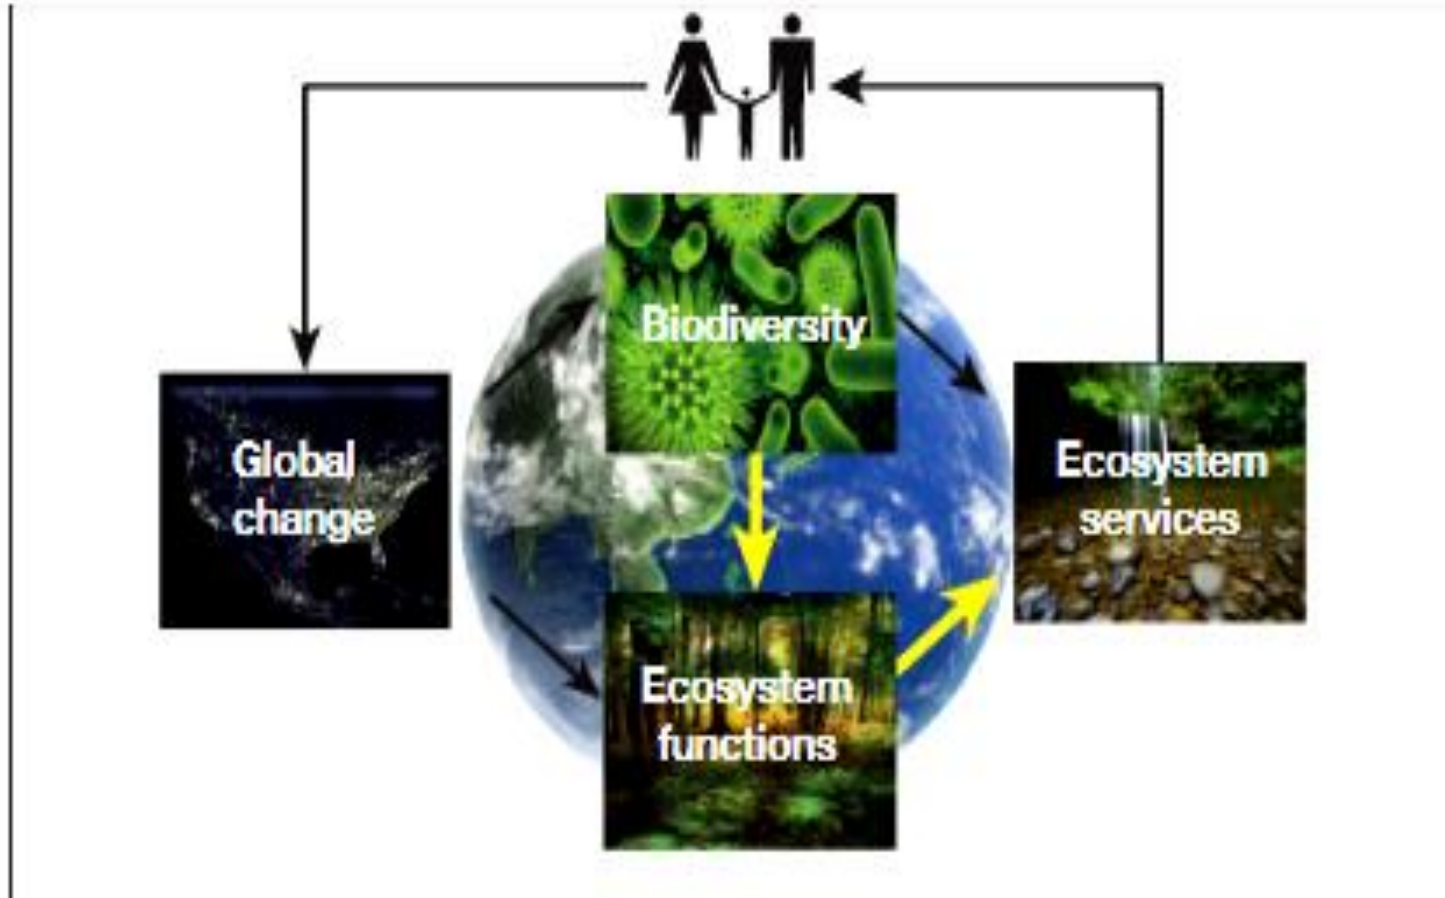 Biodiversity
Global
change
Ecosystem
services
Ecosystem
functions